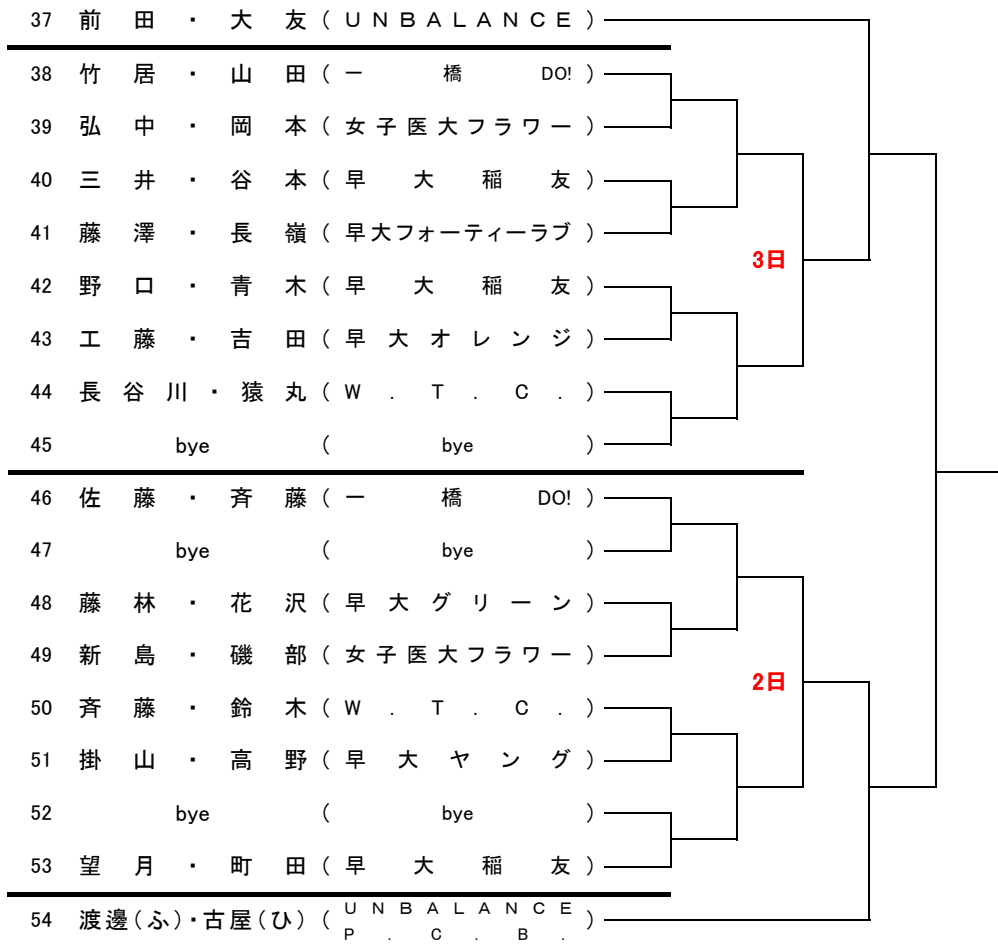 37 前田・大友(UNBALANCE)
38 竹居・山田(一橋DO!)
39 弘中・岡本(女子医大フラワー)
40 三井・谷本(早大稲友)
41 藤澤・長嶺(早大フォーティーラブ)
3日
42 野口・青木(早大稲友)
43 工藤・吉田(早大オレンジ)
44 長谷川・猿丸(W.T.C.)
45 bye(bye)
46 佐藤・斉藤(一橋DO!)
47 bye(bye)
48 藤林・花沢(早大グリーン)
49 新島・磯部(女子医大フラワー)
2日
50 斉藤・鈴木(W.T.C.)
51 掛山・高野(早大ヤング)
52 bye(bye)
53 望月・町田(早大稲友)
54 渡邊(ふ)・古屋(ひ)(UNBALANCE
P.C.B.)